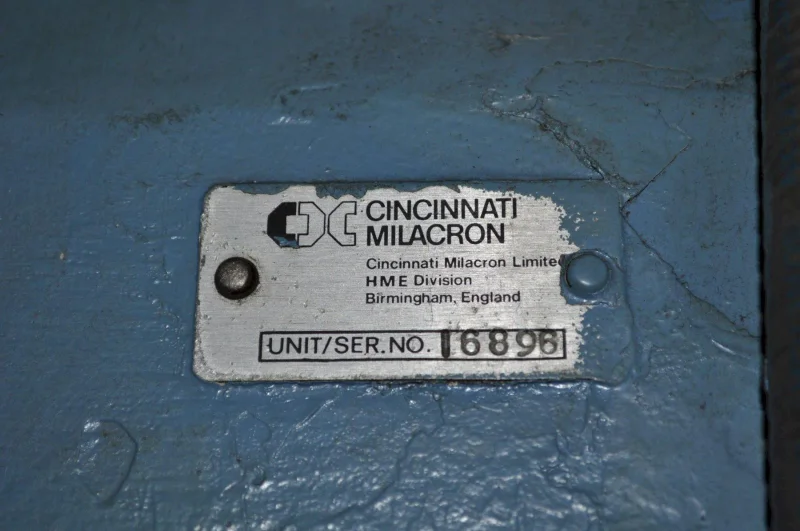 CINCINNATI
MILACRON
Cincinnati Milacron Limited
HME Division
Birmingham, England
UNIT/SER.NO. 16896